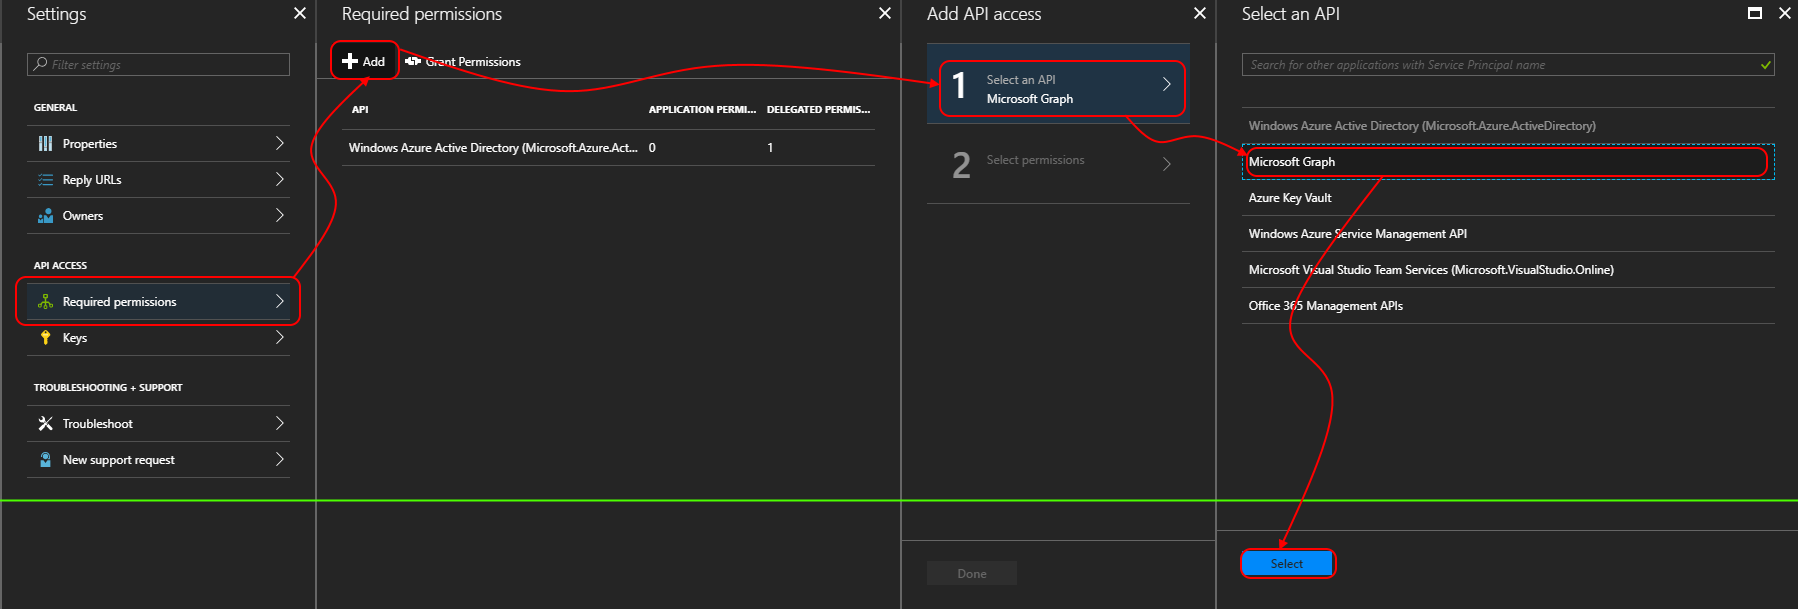 Settings
Filter settings
GENERAL
Properties
Reply URLs
Owners
API ACCESS
Required permissions
Keys
TROUBLESHOOTING + SUPPORT
Troubleshoot
New support request
Required permissions
Add
Grant Permissions
API APPLICATION PERMI... DELEGATED PERMIS...
Windows Azure Active Directory (Microsoft.Azure.Act... 0 1
Add API access
1
Select an API
Microsoft Graph
2
Select permissions
Done
Select an API
Search for other applications with Service Principal name
Windows Azure Active Directory (Microsoft.Azure.ActiveDirectory)
Microsoft Graph
Azure Key Vault
Windows Azure Service Management API
Microsoft Visual Studio Team Services (Microsoft.VisualStudio.Online)
Office 365 Management APIs
Select